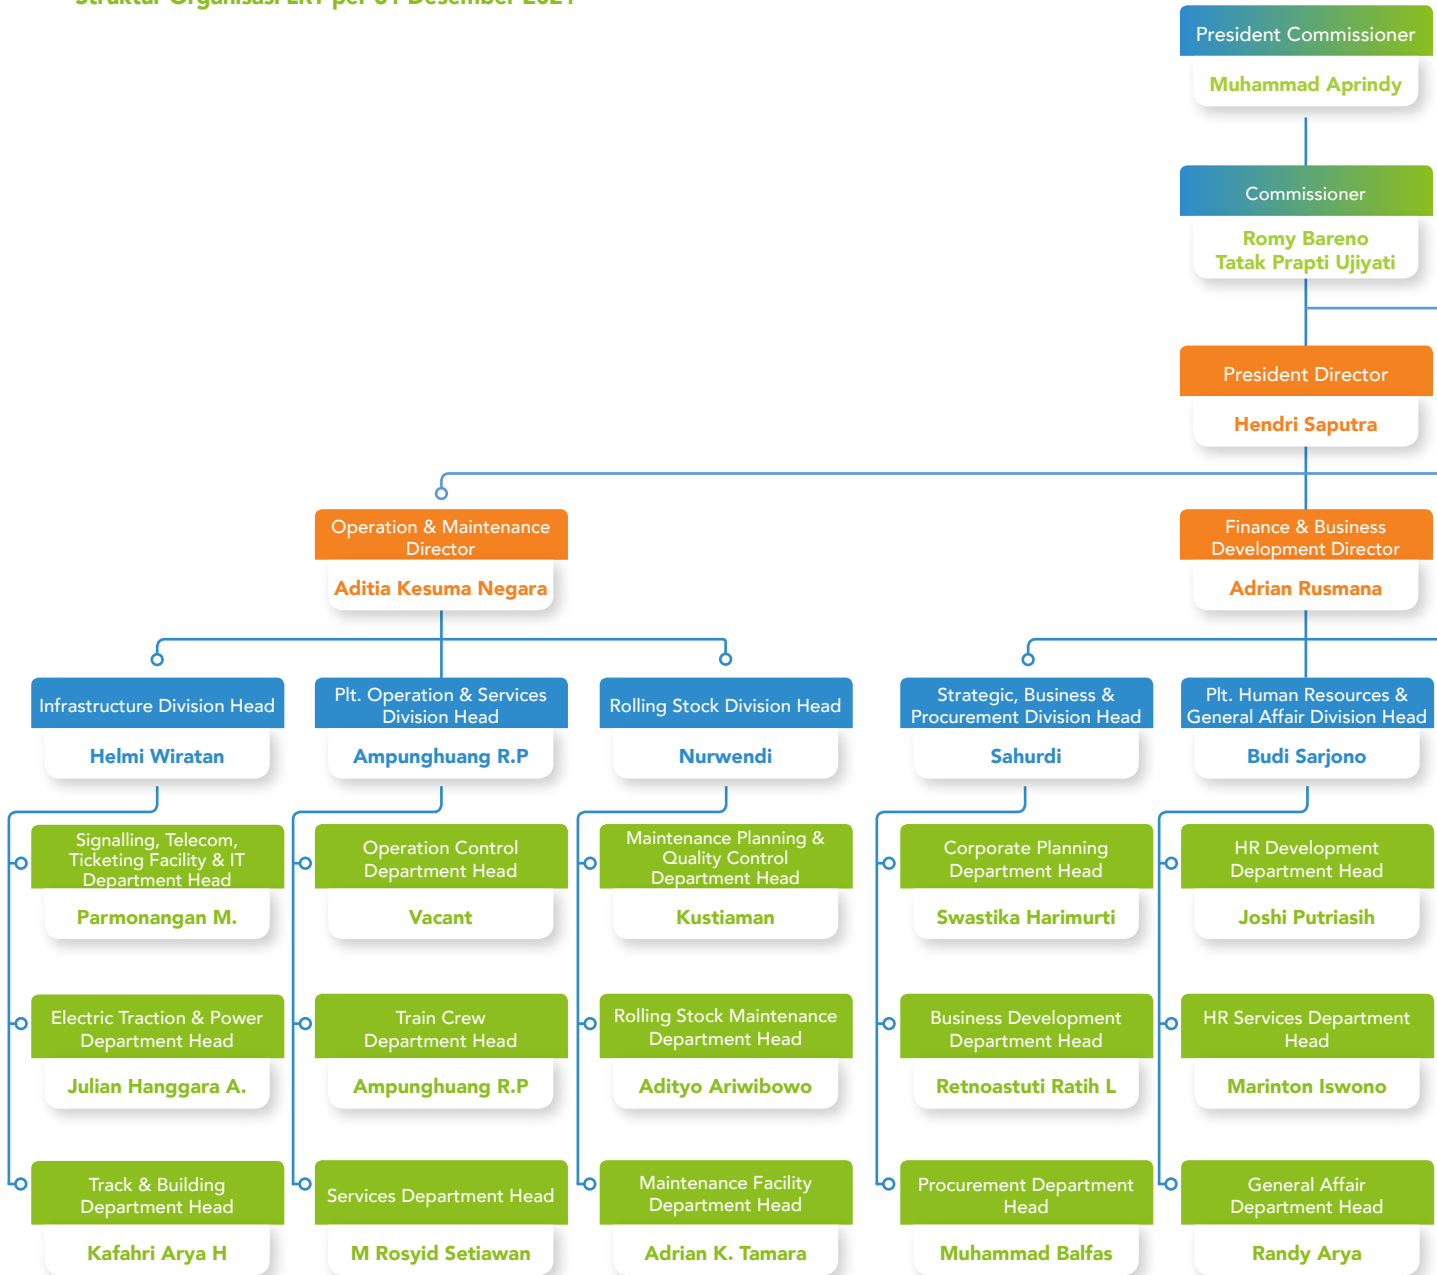 Struktur Organisasi LRT per 31 Desember 2021
President Commissioner
Muhammad Aprindy
Commissioner
Romy Bareno
Tatak Prapti Ujiyati
President Director
Hendri Saputra
Operation & Maintenance
Director
Aditia Kesuma Negara
Finance & Business
Development Director
Adrian Rusmana
Infrastructure Division Head
Helmi Wiratan
Plt. Operation & Services
Division Head
Ampunghuang R.P
Rolling Stock Division Head
Nurwendi
Strategic, Business &
Procurement Division Head
Sahurdi
Plt. Human Resources &
General Affair Division Head
Budi Sarjono
Signalling, Telecom,
Ticketing Facility & IT
Department Head
Parmonangan M.
Operation Control
Department Head
Vacant
Maintenance Planning &
Quality Control
Department Head
Kustiaman
Corporate Planning
Department Head
Swastika Harimurti
HR Development
Department Head
Joshi Putriasih
Electric Traction & Power
Department Head
Julian Hanggara A.
Train Crew
Department Head
Ampunghuang R.P
Rolling Stock Maintenance
Department Head
Adityo Ariwibowo
Business Development
Department Head
Retnoastuti Ratih L
HR Services Department
Head
Marinton Iswono
Track & Building
Department Head
Kafahri Arya H
Services Department Head
M Rosyid Setiawan
Maintenance Facility
Department Head
Adrian K. Tamara
Procurement Department
Head
Muhammad Balfas
General Affair
Department Head
Randy Arya